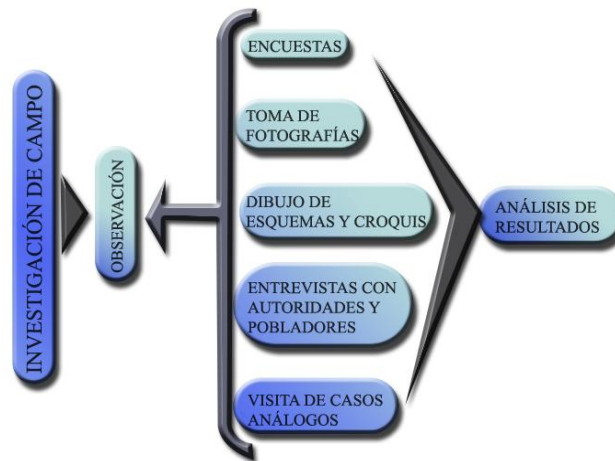 INVESTIGACIÓN DE CAMPO
OBSERVACIÓN
ENCUESTAS
TOMA DE
FOTOGRAFÍAS
DIBUJO DE
ESQUEMAS Y CROQUIS
ENTREVISTAS CON
AUTORIDADES Y
POBLADORES
VISITA DE CASOS
ANÁLOGOS
ANÁLISIS DE
RESULTADOS